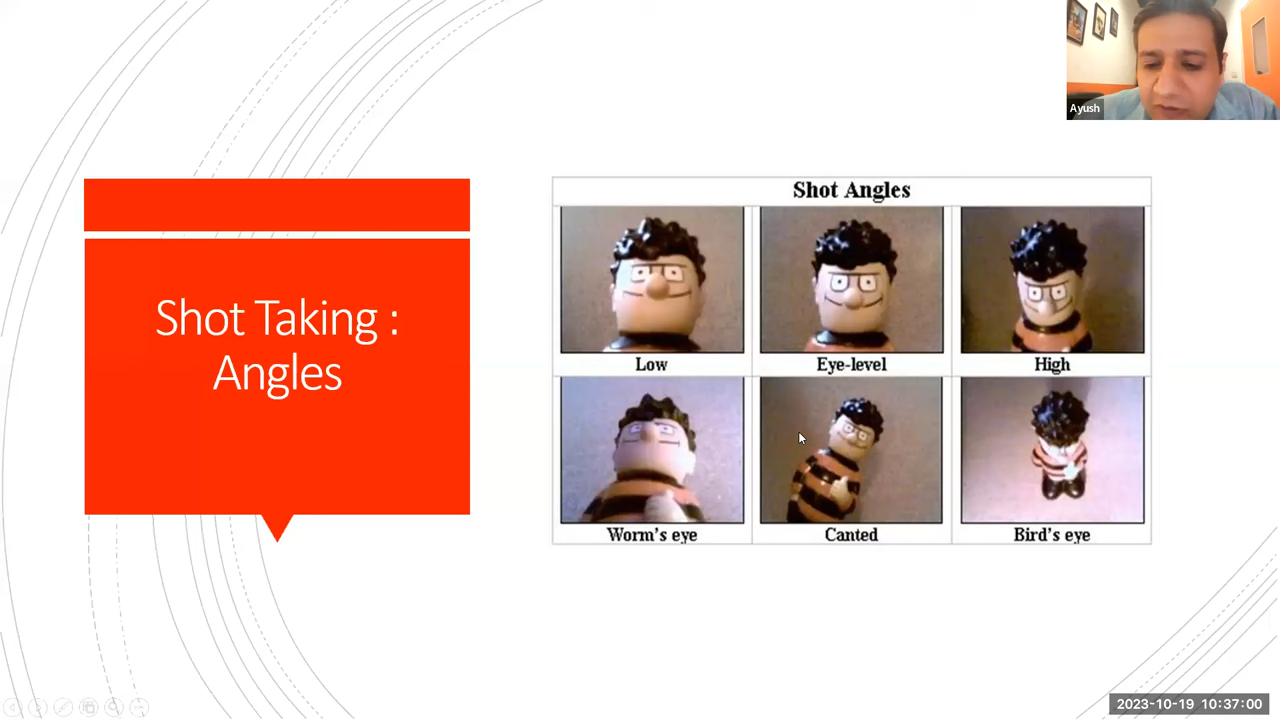 Ayush
Shot Taking :
Angles
Shot Angles
Low
Eye-level
High
Worm's eye
Canted
Bird's eye
2023-10-19 10:37:00